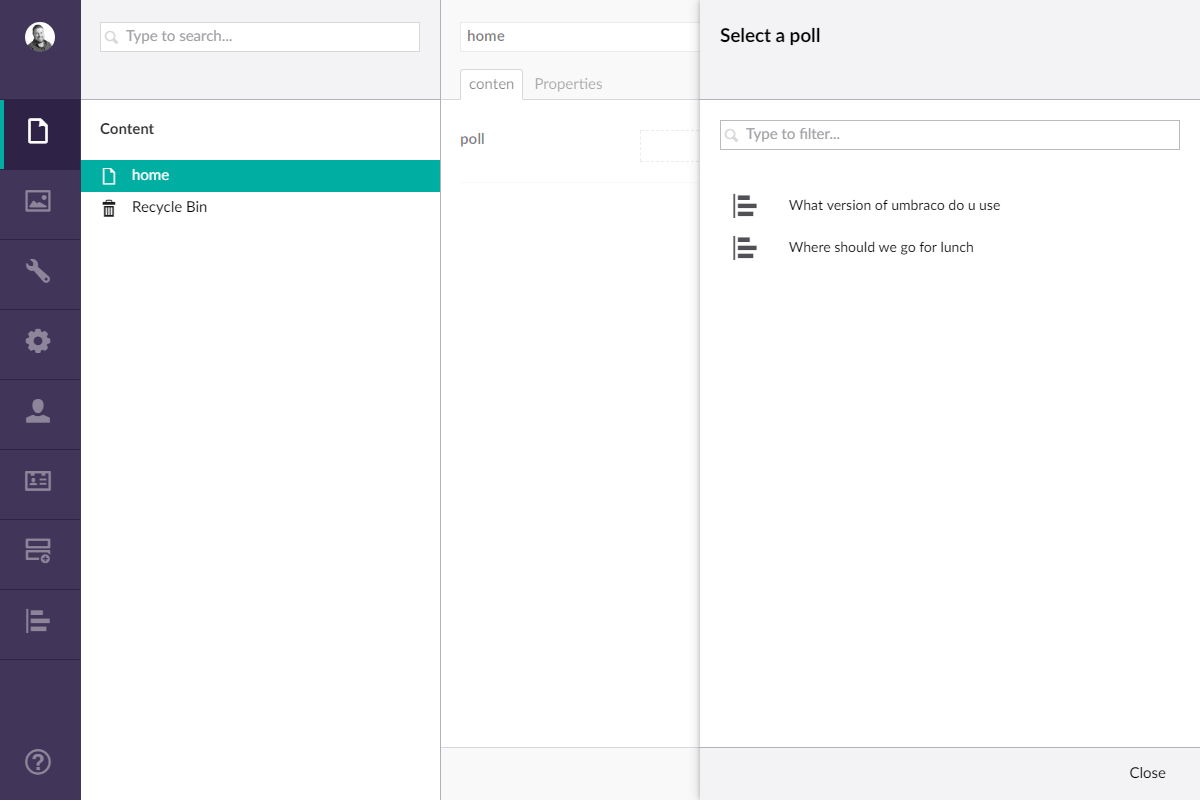 Type to search...
Content
home
Recycle Bin
home
conten
Properties
poll
Select a poll
Type to filter...
What version of umbraco do u use
Where should we go for lunch
Close